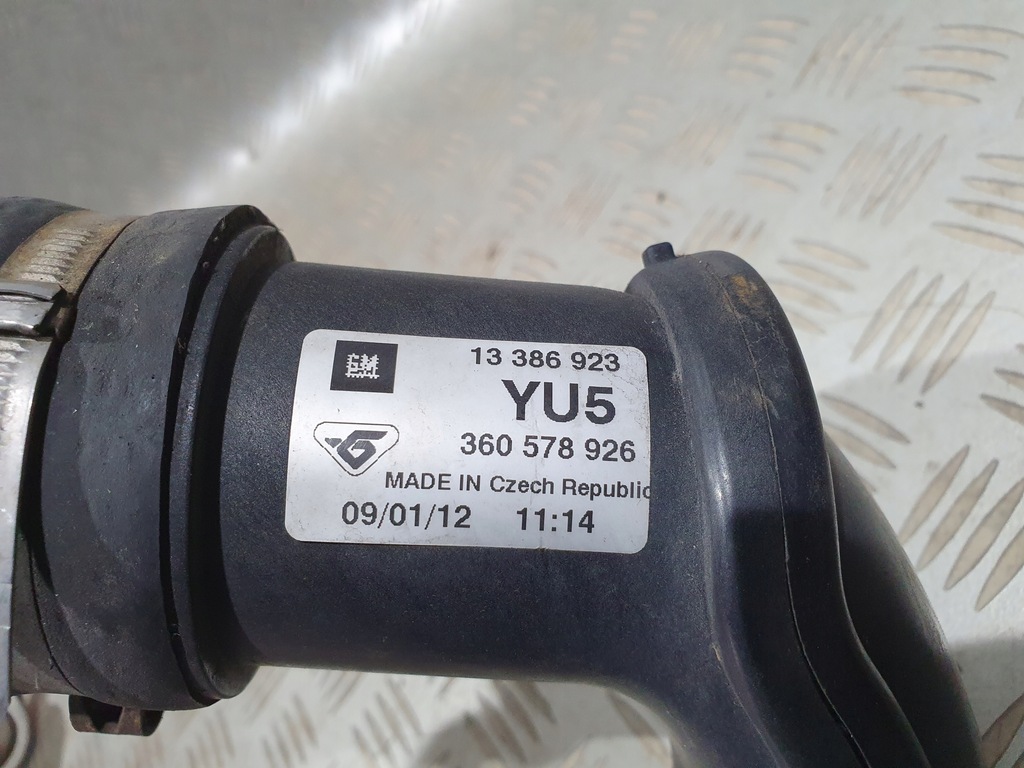 GM
13 386 923
YU5
360 578 926
MADE IN Czech Republic
09/01/12 11:14